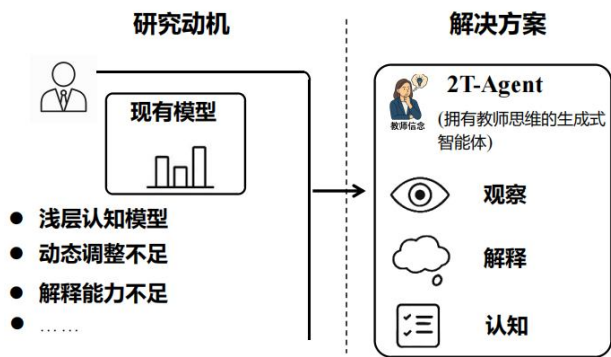 研究动机
现有模型
浅层认知模型
动态调整不足
解释能力不足
……
解决方案
2T-Agent
(拥有教师思维的生成式
智能体)
教师信念
观察
解释
认知